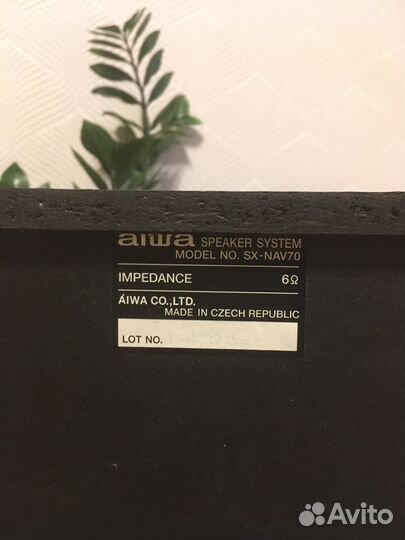 aiwa SPEAKER SYSTEM
MODEL NO. SX-NAV70
IMPEDANCE 6Ω
AIWA CO.,LTD.
MADE IN CZECH REPUBLIC
LOT NO.
Avito